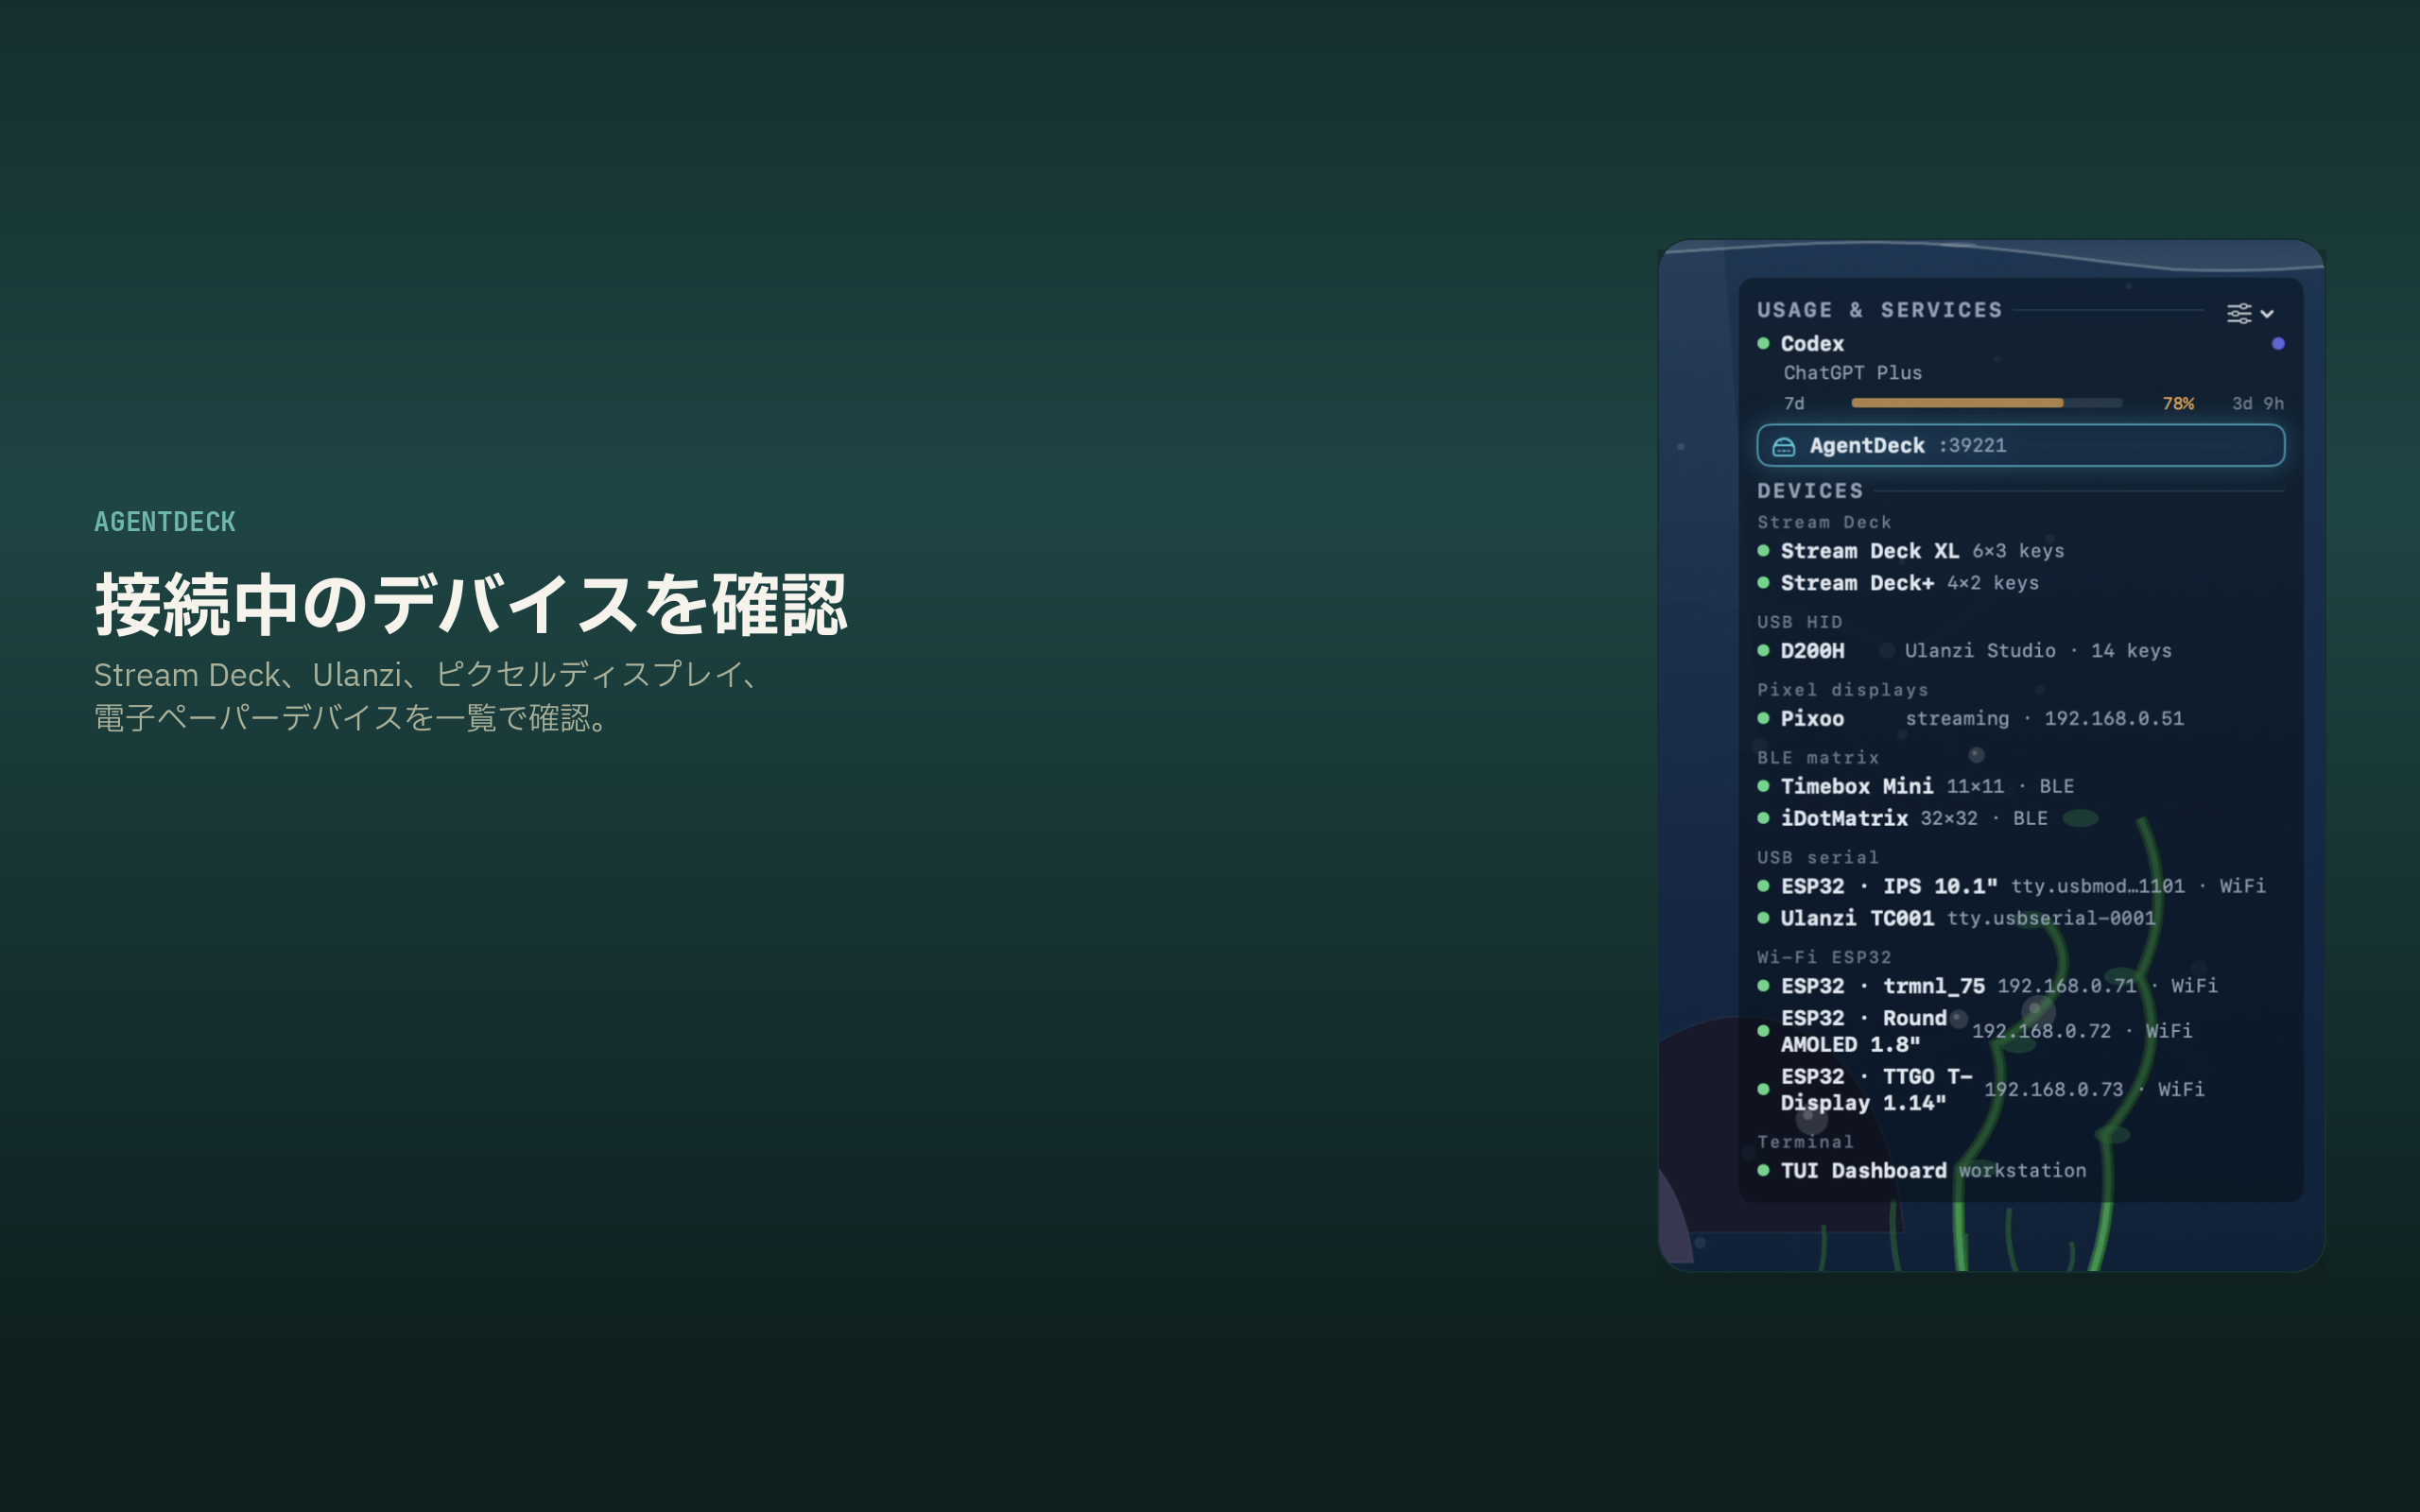 AGENTDECK
接続中のデバイスを確認
Stream Deck、Ulanzi、ピクセルディスプレイ、
電子ペーパーデバイスを一覧で確認。
USAGE & SERVICES
Codex
ChatGPT Plus
7d 78% 3d 9h
AgentDeck :39221
DEVICES
Stream Deck
Stream Deck XL 6×3 keys
Stream Deck+ 4×2 keys
USB HID
D200H Ulanzi Studio · 14 keys
Pixel displays
Pixoo streaming · 192.168.0.51
BLE matrix
Timebox Mini 11×11 · BLE
iDotMatrix 32×32 · BLE
USB serial
ESP32 · IPS 10.1" tty.usbmod…1101 · WiFi
Ulanzi TC001 tty.usbserial-0001
Wi-Fi ESP32
ESP32 · trmnl_75 192.168.0.71 · WiFi
ESP32 · Round
AMOLED 1.8" 192.168.0.72 · WiFi
ESP32 · TTGO T-
Display 1.14" 192.168.0.73 · WiFi
Terminal
TUI Dashboard workstation